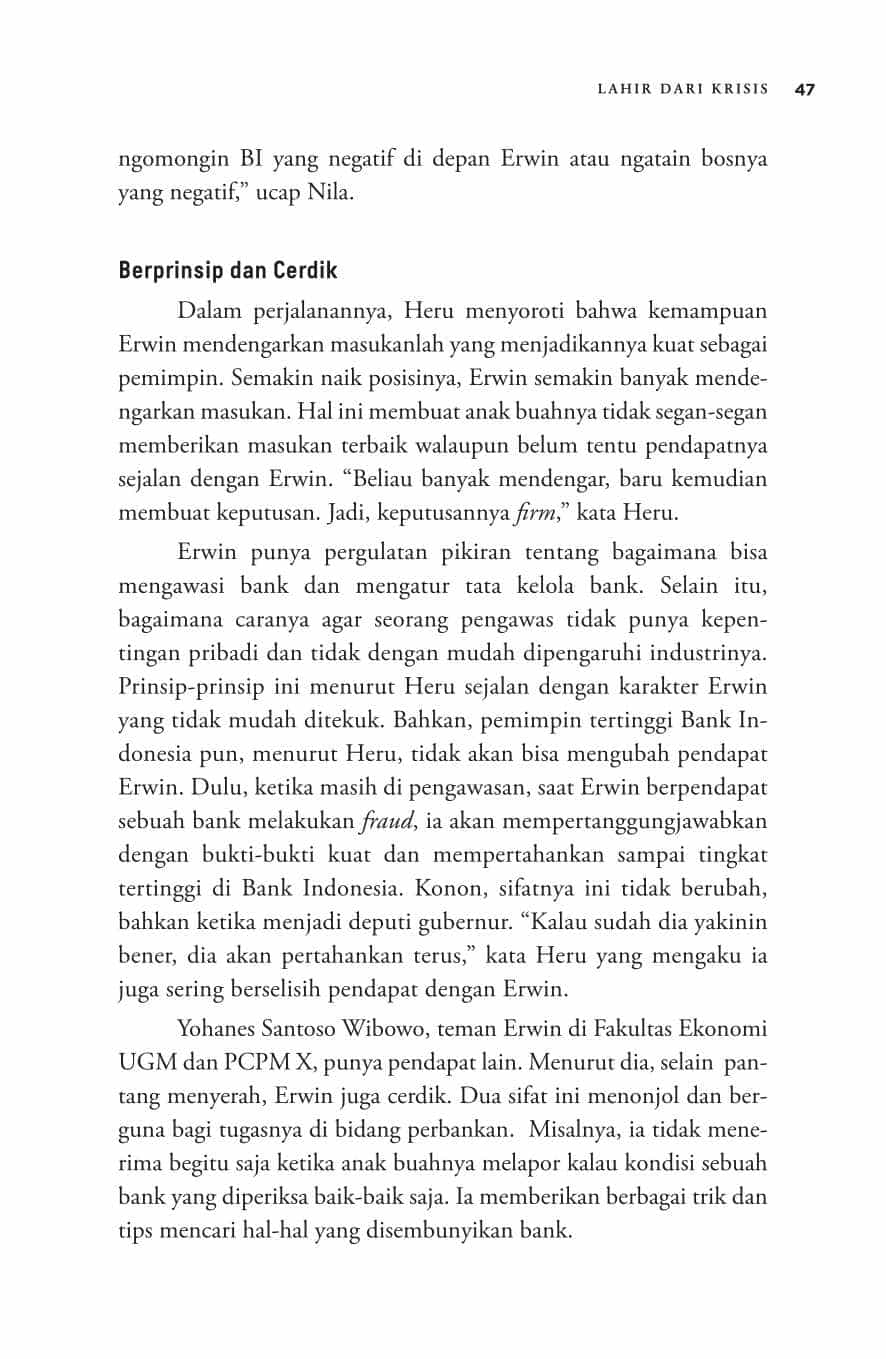 LAHIR DARI KRISIS 47
ngomongin BI yang negatif di depan Erwin atau ngatain bosnya
yang negatif,” ucap Nila.
Berprinsip dan Cerdik
Dalam perjalanannya, Heru menyoroti bahwa kemampuan
Erwin mendengarkan masukanlah yang menjadikannya kuat sebagai
pemimpin. Semakin naik posisinya, Erwin semakin banyak mende-
ngarkan masukan. Hal ini membuat anak buahnya tidak segan-segan
memberikan masukan terbaik walaupun belum tentu pendapatnya
sejalan dengan Erwin. “Beliau banyak mendengar, baru kemudian
membuat keputusan. Jadi, keputusannya firm,” kata Heru.
Erwin punya pergulatan pikiran tentang bagaimana bisa
mengawasi bank dan mengatur tata kelola bank. Selain itu,
bagaimana caranya agar seorang pengawas tidak punya kepen-
tingan pribadi dan tidak dengan mudah dipengaruhi industrinya.
Prinsip-prinsip ini menurut Heru sejalan dengan karakter Erwin
yang tidak mudah ditekuk. Bahkan, pemimpin tertinggi Bank In-
donesia pun, menurut Heru, tidak akan bisa mengubah pendapat
Erwin. Dulu, ketika masih di pengawasan, saat Erwin berpendapat
sebuah bank melakukan fraud, ia akan mempertanggungjawabkan
dengan bukti-bukti kuat dan mempertahankan sampai tingkat
tertinggi di Bank Indonesia. Konon, sifatnya ini tidak berubah,
bahkan ketika menjadi deputi gubernur. “Kalau sudah dia yakinin
bener, dia akan pertahankan terus,” kata Heru yang mengaku ia
juga sering berselisih pendapat dengan Erwin.
Yohanes Santoso Wibowo, teman Erwin di Fakultas Ekonomi
UGM dan PCPM X, punya pendapat lain. Menurut dia, selain pan-
tang menyerah, Erwin juga cerdik. Dua sifat ini menonjol dan ber-
guna bagi tugasnya di bidang perbankan. Misalnya, ia tidak mene-
rima begitu saja ketika anak buahnya melapor kalau kondisi sebuah
bank yang diperiksa baik-baik saja. Ia memberikan berbagai trik dan
tips mencari hal-hal yang disembunyikan bank.